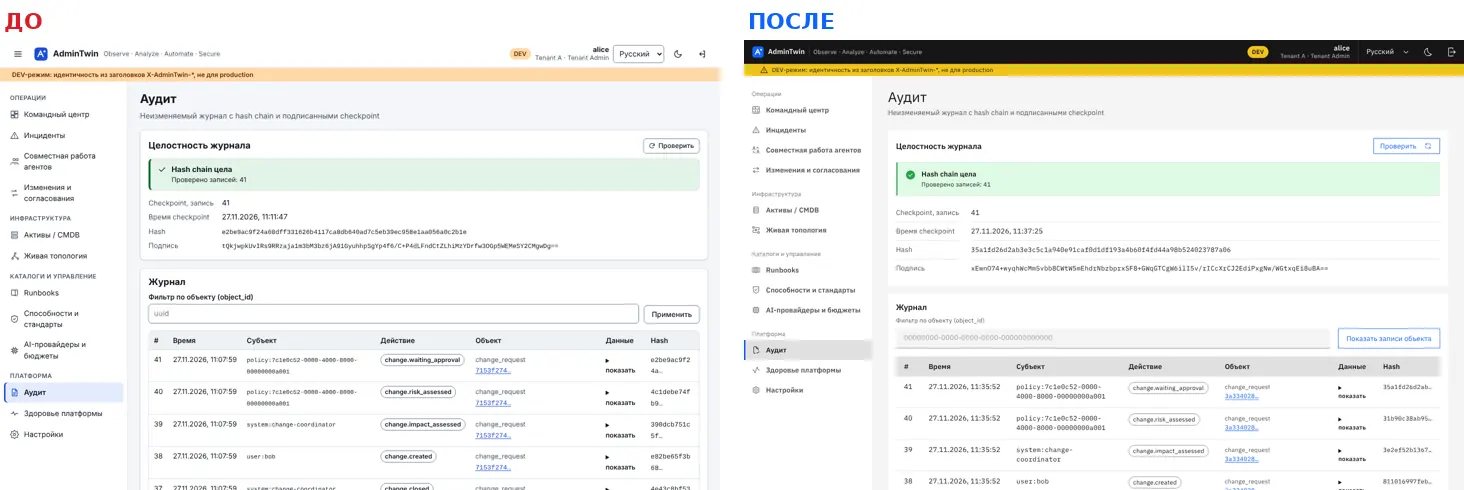 ДО
AdminTwin Observe · Analyze · Automate · Secure
DEV
alice
Tenant A · Tenant Admin
Русский
DEV-режим: идентичность из заголовков X-AdminTwin-*, не для production
ОПЕРАЦИИ
Командный центр
Инциденты
Совместная работа
агентов
Изменения и
согласования
ИНФРАСТРУКТУРА
Активы / CMDB
Живая топология
КАТАЛОГИ И УПРАВЛЕНИЕ
Runbooks
Способности и
стандарты
AI-провайдеры и
бюджеты
ПЛАТФОРМА
Аудит
Здоровье платформы
Настройки
Аудит
Неизменяемый журнал с hash chain и подписанными checkpoint
Целостность журнала
Проверить
Hash chain цела
Проверено записей: 41
Checkpoint, запись 41
Время checkpoint 27.11.2026, 11:11:47
Hash
Подпись
Журнал
Фильтр по объекту (object_id)
uuid
Применить
# Время Субъект Действие Объект Данные Hash
41 27.11.2026, 11:07:59 policy:7c1e0c52-0000-4000-8000- change.waiting_approval change_request ▸ e2be9ac9f2
00000000a001 7153f274… показать 4a…
40 27.11.2026, 11:07:59 policy:7c1e0c52-0000-4000-8000- change.risk_assessed change_request ▸ 4c1debe74f
00000000a001 7153f274… показать b9…
39 27.11.2026, 11:07:59 system:change-coordinator change.impact_assessed change_request ▸ 390dcb751c
7153f274… показать 5f…
38 27.11.2026, 11:07:59 user:bob change.created change_request ▸ e82be65f3b
7153f274… показать 68…
37 27.11.2026, 11:07:59 system:change-coordinator change.closed change_request
ПОСЛЕ
AdminTwin Observe · Analyze · Automate · Secure
DEV
alice
Tenant A · Tenant Admin
Русский
DEV-режим: идентичность из заголовков X-AdminTwin-*, не для production
Операции
Командный центр
Инциденты
Совместная работа агентов
Изменения и согласования
Инфраструктура
Активы / CMDB
Живая топология
Каталоги и управление
Runbooks
Способности и стандарты
AI-провайдеры и бюджеты
Платформа
Аудит
Здоровье платформы
Настройки
Аудит
Неизменяемый журнал с hash chain и подписанными checkpoint
Целостность журнала
Проверить
Hash chain цела
Проверено записей: 41
Checkpoint, запись 41
Время checkpoint 27.11.2026, 11:37:25
Hash
Подпись
Журнал
Фильтр по объекту (object_id)
00000000-0000-0000-0000-000000000000
Показать записи объекта
# Время Субъект Действие Объект Данные Hash
41 27.11.2026, 11:35:52 policy:7c1e0c52-0000- change.waiting_approval change_request ▸ 35a1fd26d2…
4000-8000-00000000a001 3a334028… показать
40 27.11.2026, 11:35:52 policy:7c1e0c52-0000- change.risk_assessed change_request ▸ 31b90c38ab95…
4000-8000-00000000a001 3a334028… показать
39 27.11.2026, 11:35:52 system:change- change.impact_assessed change_request ▸ 3e2ef52b1367…
coordinator 3a334028… показать
38 27.11.2026, 11:35:52 user:bob change.created change_request ▸ 811016997feb…